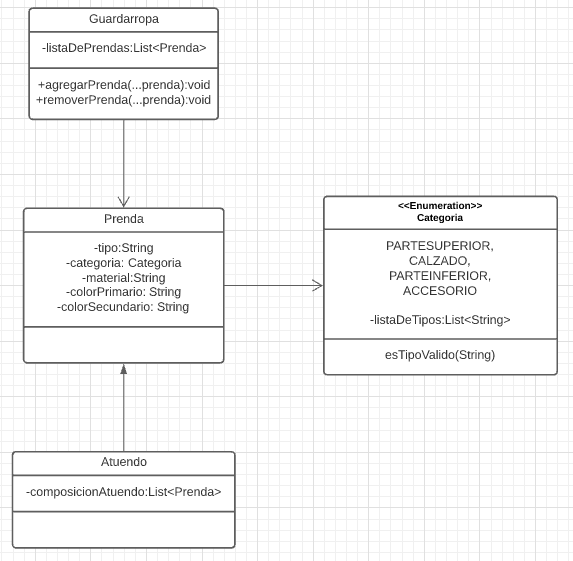 Guardarropa
-listaDePrendas:List<Prenda>
+agregarPrenda(...prenda):void
+removerPrenda(...prenda):void
Prenda
-tipo:String
-categoria: Categoria
-material:String
-colorPrimario: String
-colorSecundario: String
<<Enumeration>>
Categoria
PARTESUPERIOR,
CALZADO,
PARTEINFERIOR,
ACCESORIO
-listaDeTipos:List<String>
esTipoValido(String)
Atuendo
-composicionAtuendo:List<Prenda>